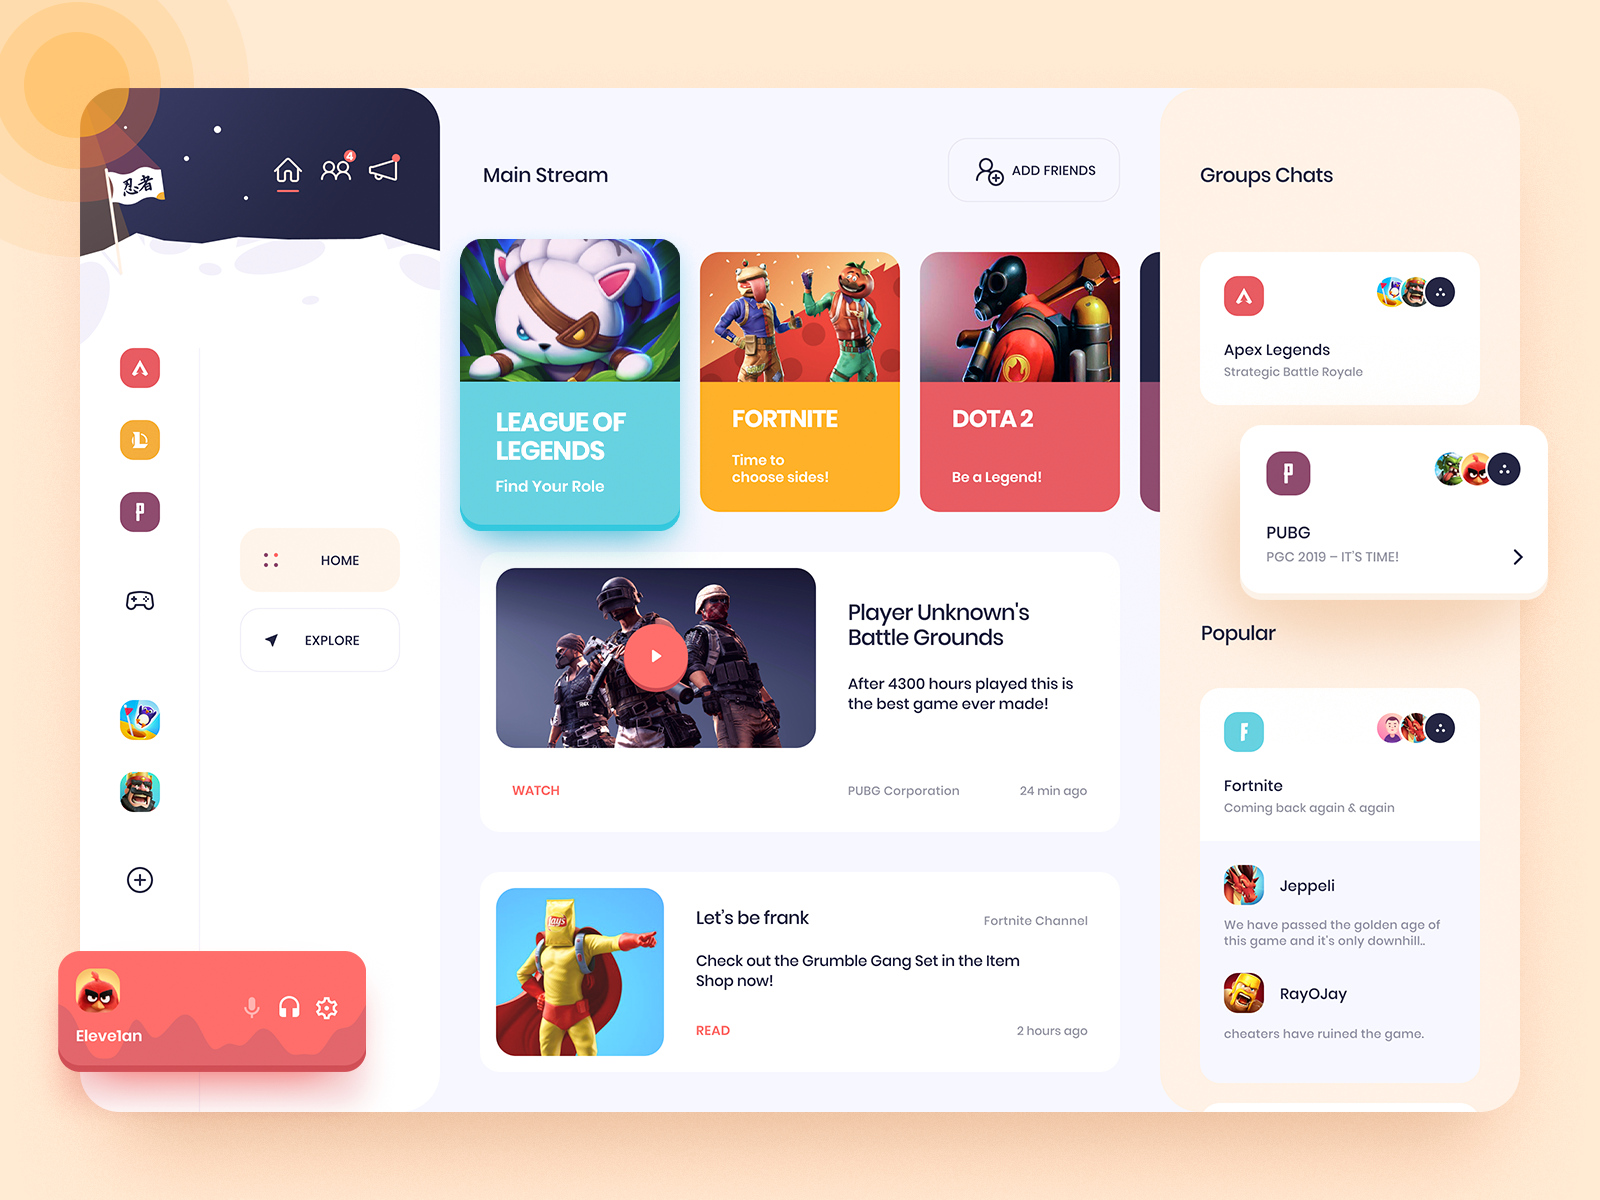 忍者
4
HOME
EXPLORE
Eleve1an
Main Stream
ADD FRIENDS
LEAGUE OF
LEGENDS
Find Your Role
FORTNITE
Time to
choose sides!
DOTA 2
Be a Legend!
Player Unknown's
Battle Grounds
After 4300 hours played this is
the best game ever made!
WATCH
PUBG Corporation
24 min ago
Lays
Let's be frank
Fortnite Channel
Check out the Grumble Gang Set in the Item
Shop now!
READ
2 hours ago
Groups Chats
Apex Legends
Strategic Battle Royale
P
PUBG
PGC 2019 – IT'S TIME!
Popular
F
Fortnite
Coming back again & again
Jeppeli
We have passed the golden age of
this game and it's only downhill..
RayOJay
cheaters have ruined the game.